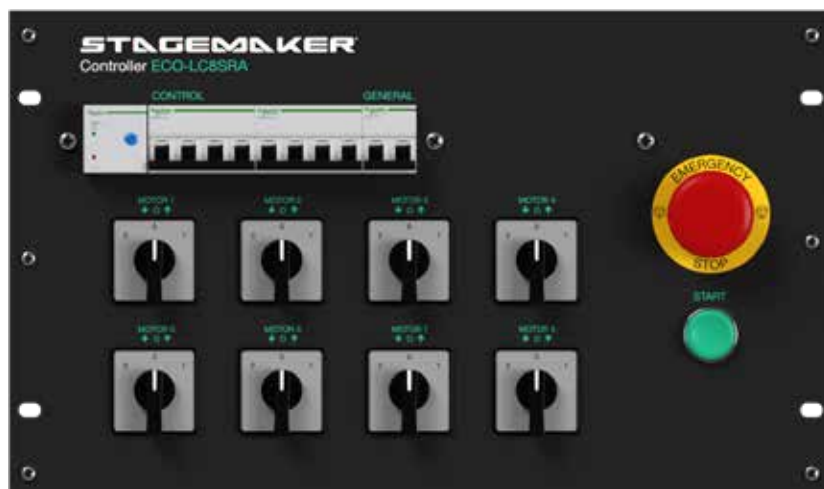 STAGEMAKER
Controller ECO-LC8SRA
CONTROL GENERAL
MOTOR 1 MOTOR 2 MOTOR 3 MOTOR 4
EMERGENCY
STOP
START
MOTOR 5 MOTOR 6 MOTOR 7 MOTOR 8